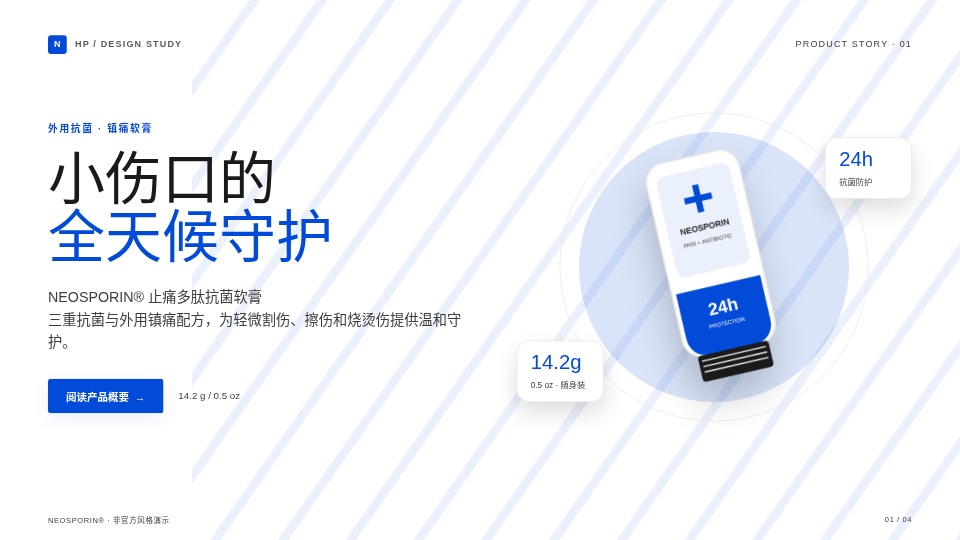 N HP / DESIGN STUDY
PRODUCT STORY · 01
外用抗菌 · 镇痛软膏
小伤口的
全天候守护
NEOSPORIN® 止痛多肽抗菌软膏
三重抗菌与外用镇痛配方，为轻微割伤、擦伤和烧烫伤提供温和守
护。
阅读产品概要 →
14.2 g / 0.5 oz
24h
抗菌防护
NEOSPORIN
PAIN + ANTIBIOTIC
24h
PROTECTION
14.2g
0.5 oz · 随身装
NEOSPORIN® · 非官方风格演示
01 / 04